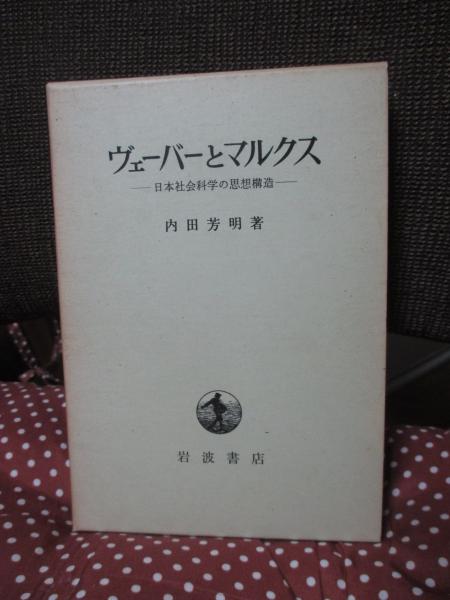 ヴェーバーとマルクス
―日本社会科学の思想構造―
内田芳明著
岩波書店